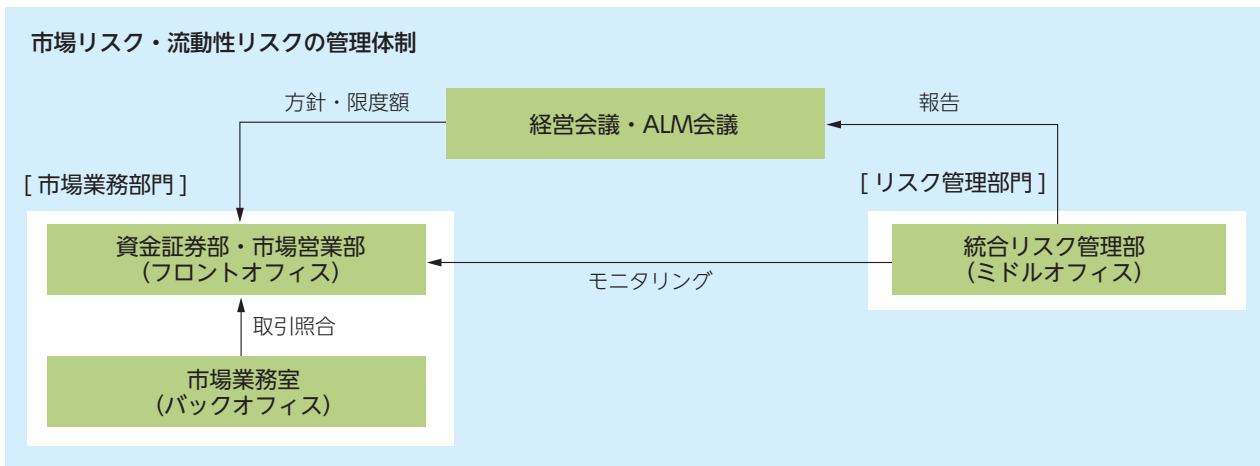 市場リスク・流動性リスクの管理体制
方針・限度額
経営会議・ALM会議
報告
[ 市場業務部門 ]
[ リスク管理部門 ]
資金証券部・市場営業部
(フロントオフィス)
モニタリング
統合リスク管理部
(ミドルオフィス)
取引照合
市場業務室
(バックオフィス)